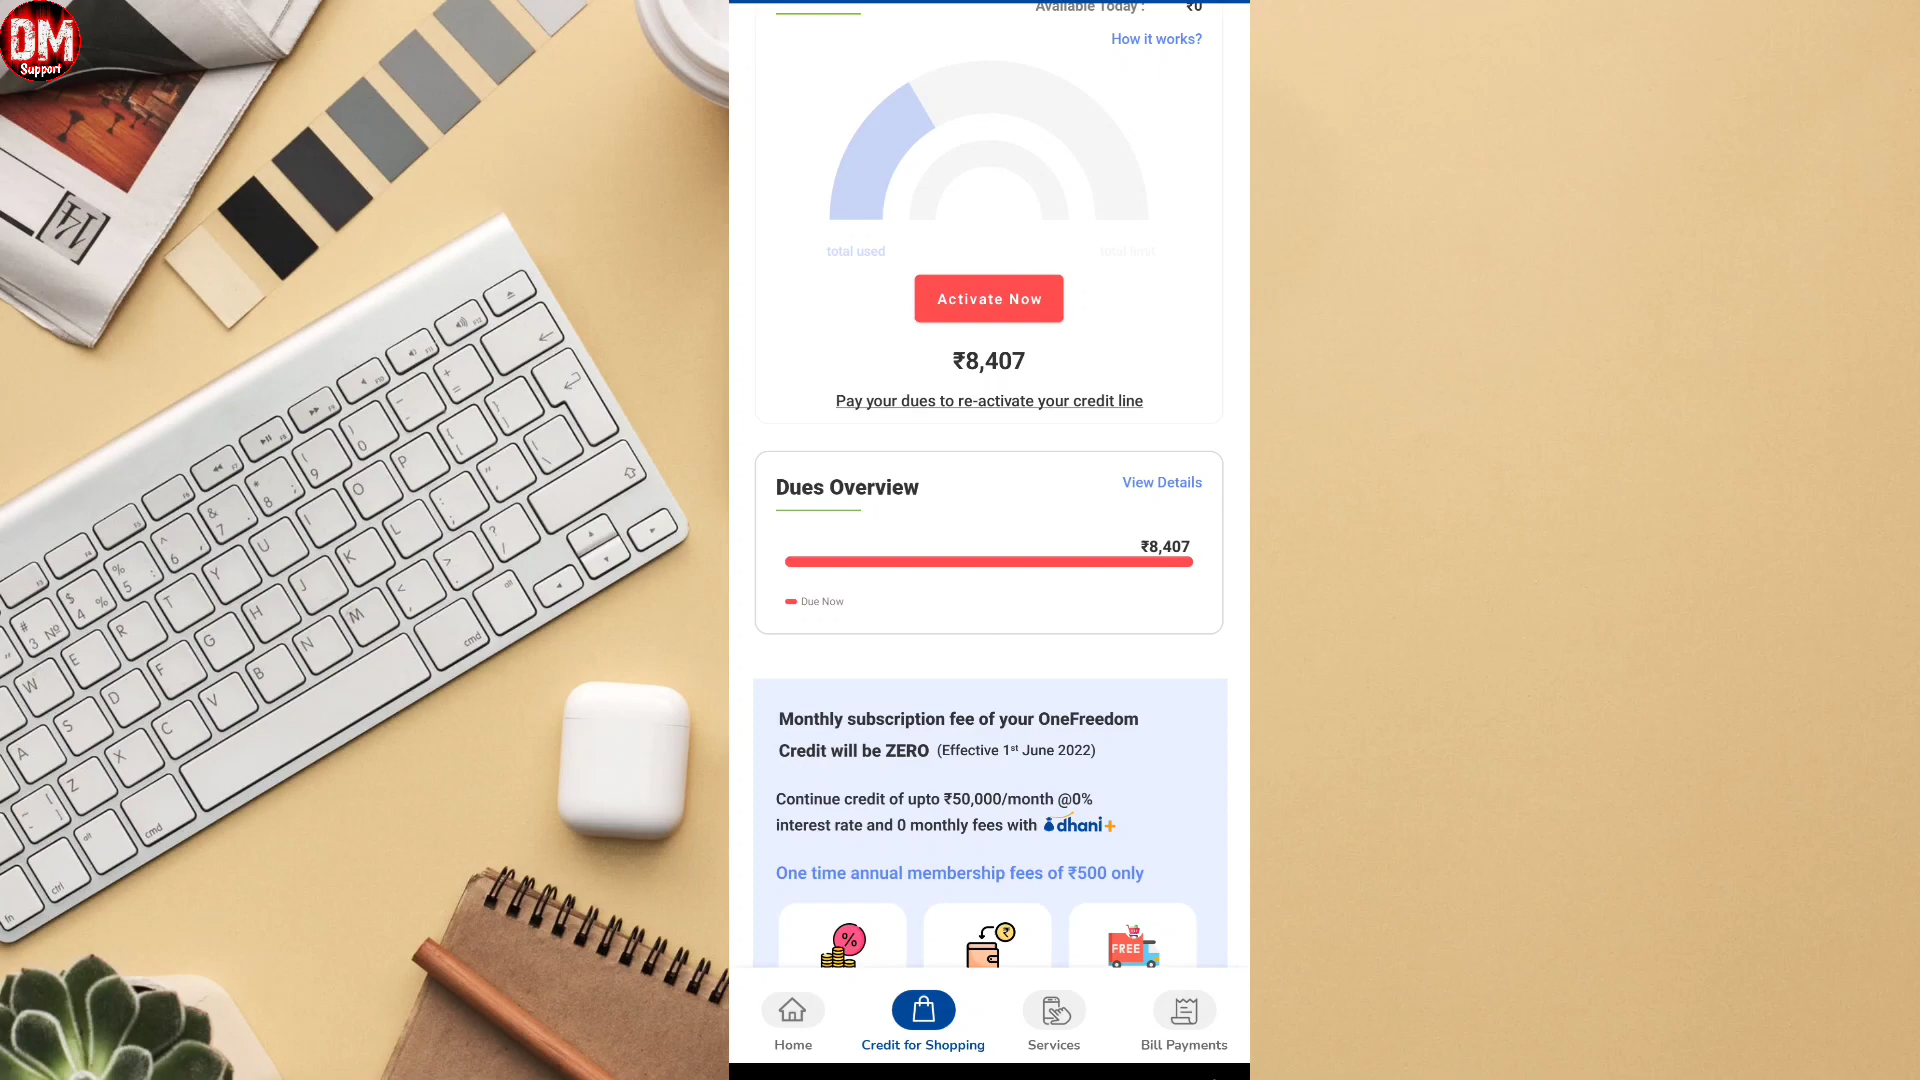 DM
Support
Available Today : ₹0
How it works?
total used
total limit
Activate Now
₹8,407
Pay your dues to re-activate your credit line
Dues Overview
View Details
₹8,407
Due Now
Monthly subscription fee of your OneFreedom
Credit will be ZERO (Effective 1st June 2022)
Continue credit of upto ₹50,000/month @0%
interest rate and 0 monthly fees with dhani+
One time annual membership fees of ₹500 only
%
₹
FREE
Home
Credit for Shopping
Services
Bill Payments